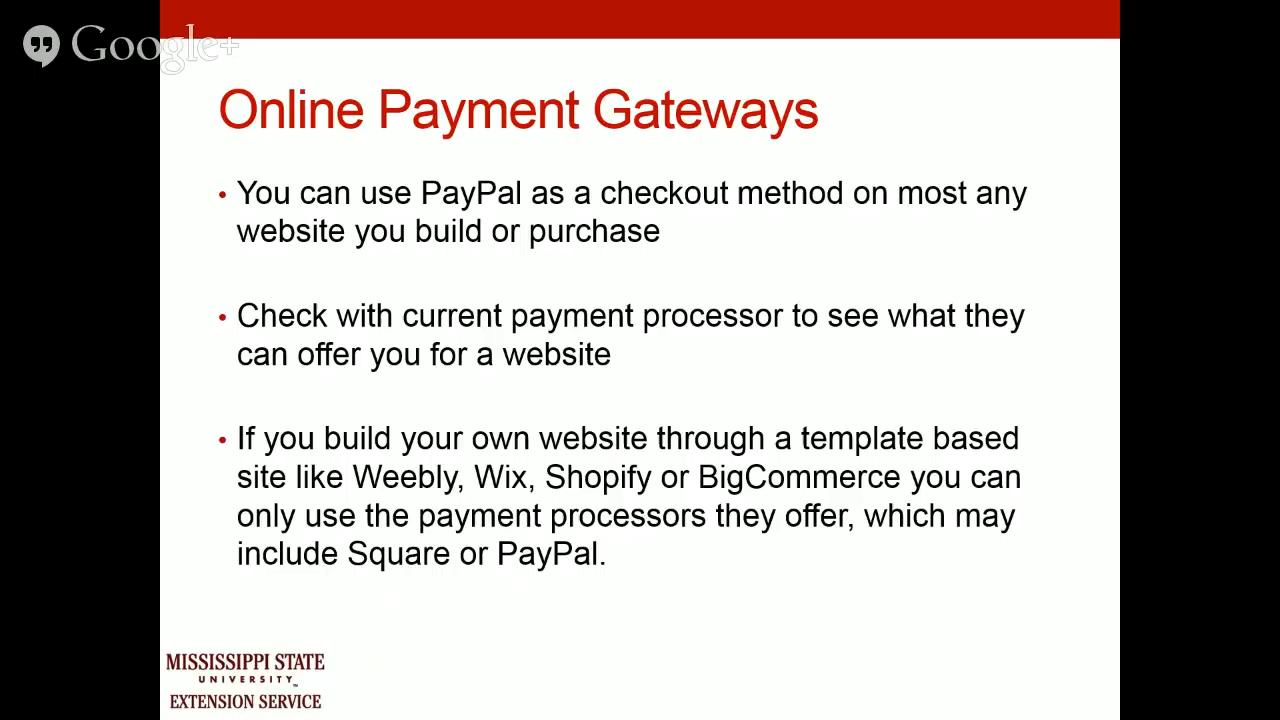 Google+
Online Payment Gateways
• You can use PayPal as a checkout method on most any
website you build or purchase
• Check with current payment processor to see what they
can offer you for a website
• If you build your own website through a template based
site like Weebly, Wix, Shopify or BigCommerce you can
only use the payment processors they offer, which may
include Square or PayPal.
MISSISSIPPI STATE
UNIVERSITY™
EXTENSION SERVICE